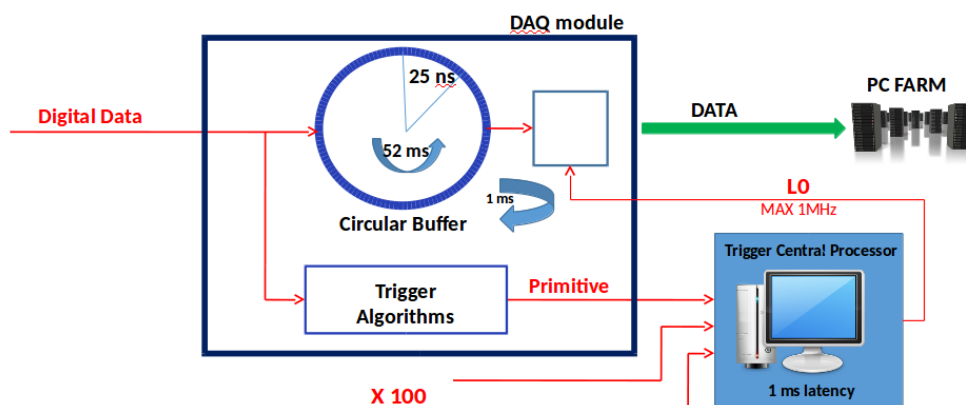 DAQ module
25 ns
PC FARM
Digital Data
DATA
52 ms
L0
1 ms
MAX 1MHz
Circular Buffer
Trigger Central Processor
Primitive
Trigger
Algorithms
X 100
1 ms latency